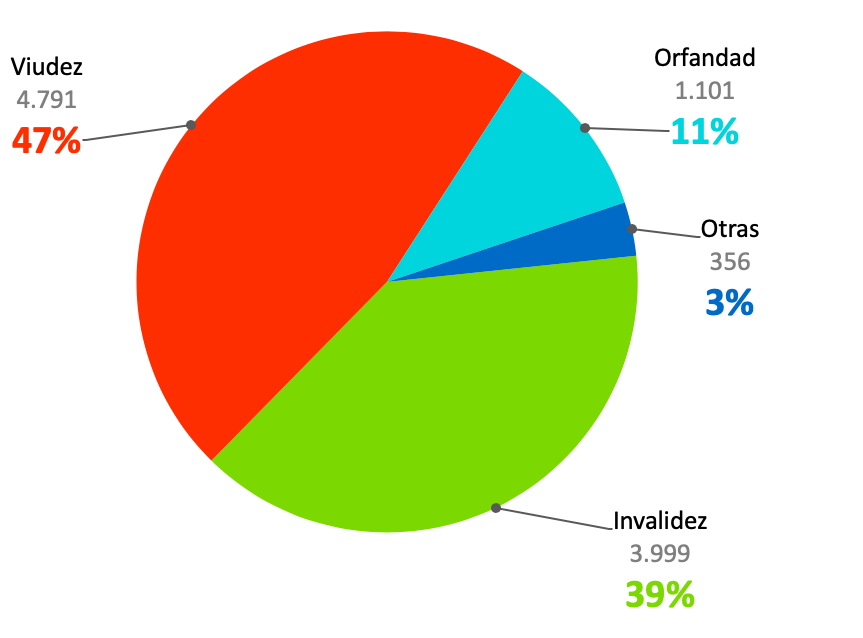 Viudez
4.791
47%
Orfandad
1.101
11%
Otras
356
3%
Invalidez
3.999
39%